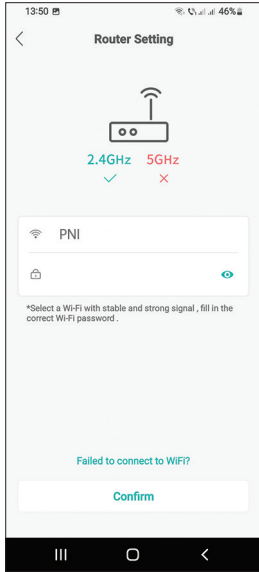 13:50 46%
Router Setting
2.4GHz 5GHz
PNI
*Select a Wi-Fi with stable and strong signal , fill in the
correct Wi-Fi password .
Failed to connect to WiFi?
Confirm